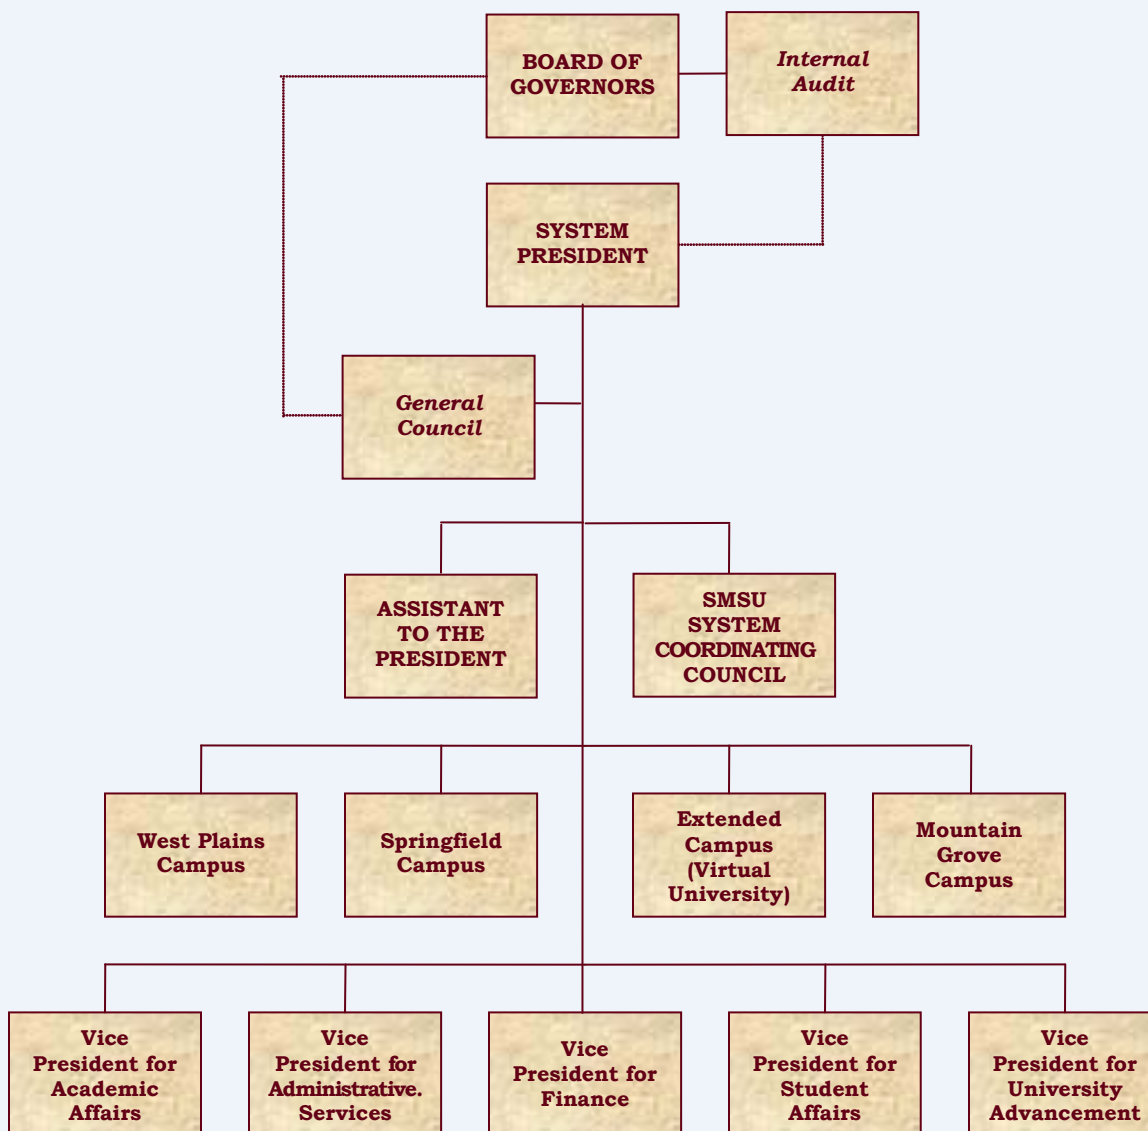 BOARD OF
GOVERNORS
Internal
Audit
SYSTEM
PRESIDENT
General
Council
ASSISTANT
TO THE
PRESIDENT
SMSU
SYSTEM
COORDINATING
COUNCIL
West Plains
Campus
Springfield
Campus
Extended
Campus
(Virtual
University)
Mountain
Grove
Campus
Vice
President for
Academic
Affairs
Vice
President for
Administrative.
Services
Vice
President for
Finance
Vice
President for
Student
Affairs
Vice
President for
University
Advancement